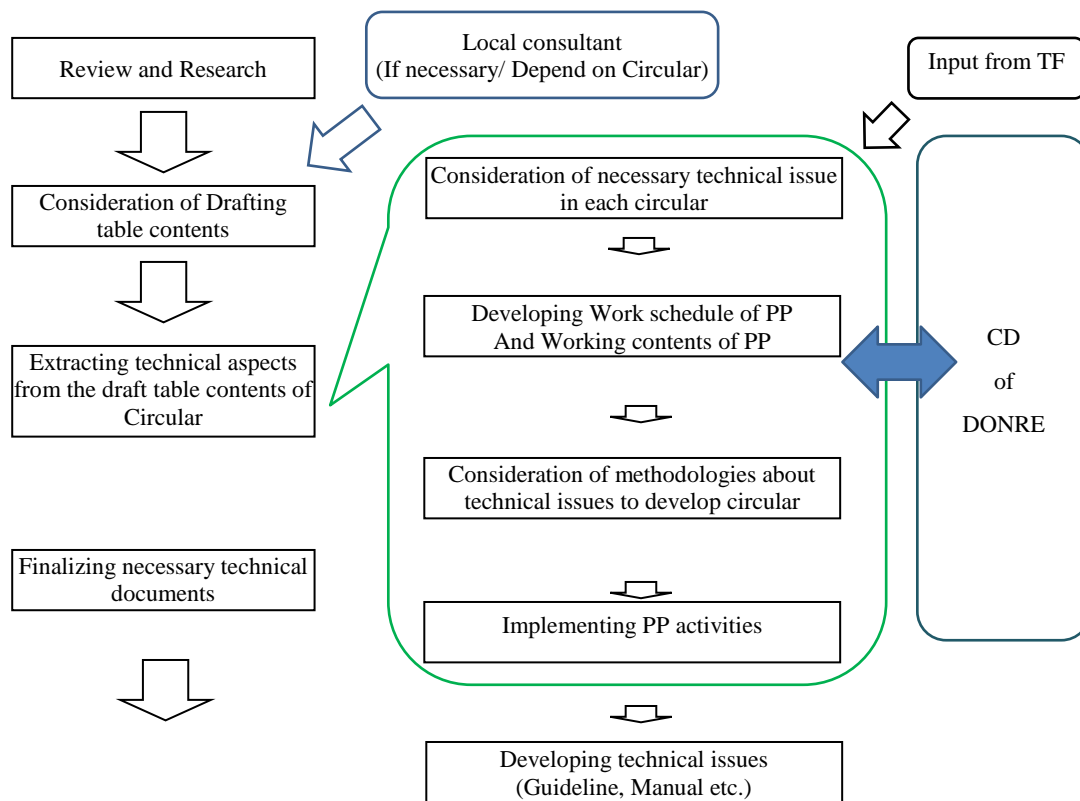 Review and Research
Local consultant
(If necessary/ Depend on Circular)
Input from TF
Consideration of Drafting
table contents
Extracting technical aspects
from the draft table contents of
Circular
Finalizing necessary technical
documents
Consideration of necessary technical issue
in each circular
Developing Work schedule of PP
And Working contents of PP
Consideration of methodologies about
technical issues to develop circular
Implementing PP activities
Developing technical issues
(Guideline, Manual etc.)
CD
of
DONRE